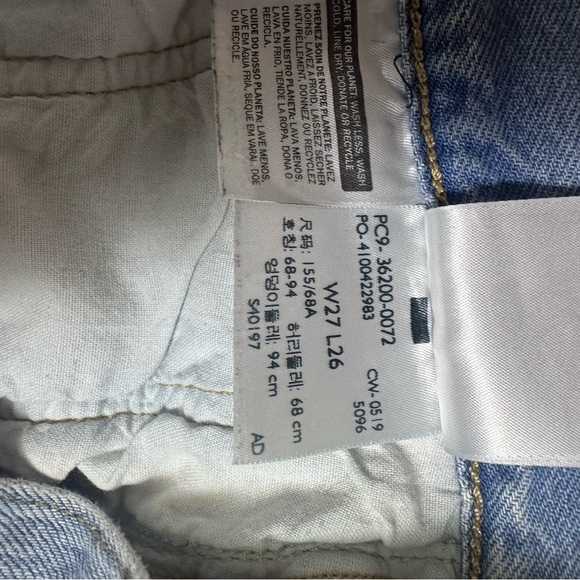 CARE FOR OUR PLANET: WASH LESS, WASH
COLD, LINE DRY, DONATE OR RECYCLE.
PRENEZ SOIN DE NOTRE PLANETE: LAVEZ
MOINS, LAVEZ À FROID, LAISSEZ SÉCHER
NATURELLEMENT, DONNEZ OU RECYCLEZ.
CUIDA NUESTRO PLANETA: LAVA MENOS,
LAVA EN FRIO, TIENDE LA ROPA, DONA O
RECICLA.
CUIDE DO NOSSO PLANETA: LAVE MENOS,
LAVE EM ÁGUA FRIA, SEQUE EM VARAL, DOE
OU RECICLE.
PC9- 36200-0072
PO- 4100422983
CW- 0519
5096
W27 L26
尺码: 155/68A
호칭: 68-94 허리둘레: 68 cm
엉덩이둘레: 94 cm
S40197
AD